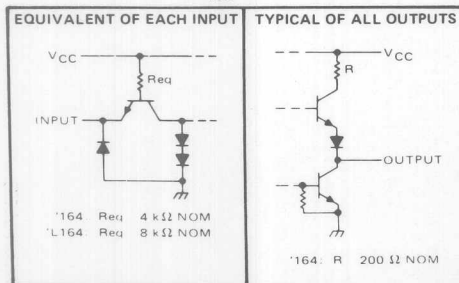 EQUIVALENT OF EACH INPUT
VCC
Req
INPUT
'164: Req 4 kΩ NOM
'L164: Req 8 kΩ NOM
TYPICAL OF ALL OUTPUTS
VCC
R
OUTPUT
'164: R 200 Ω NOM